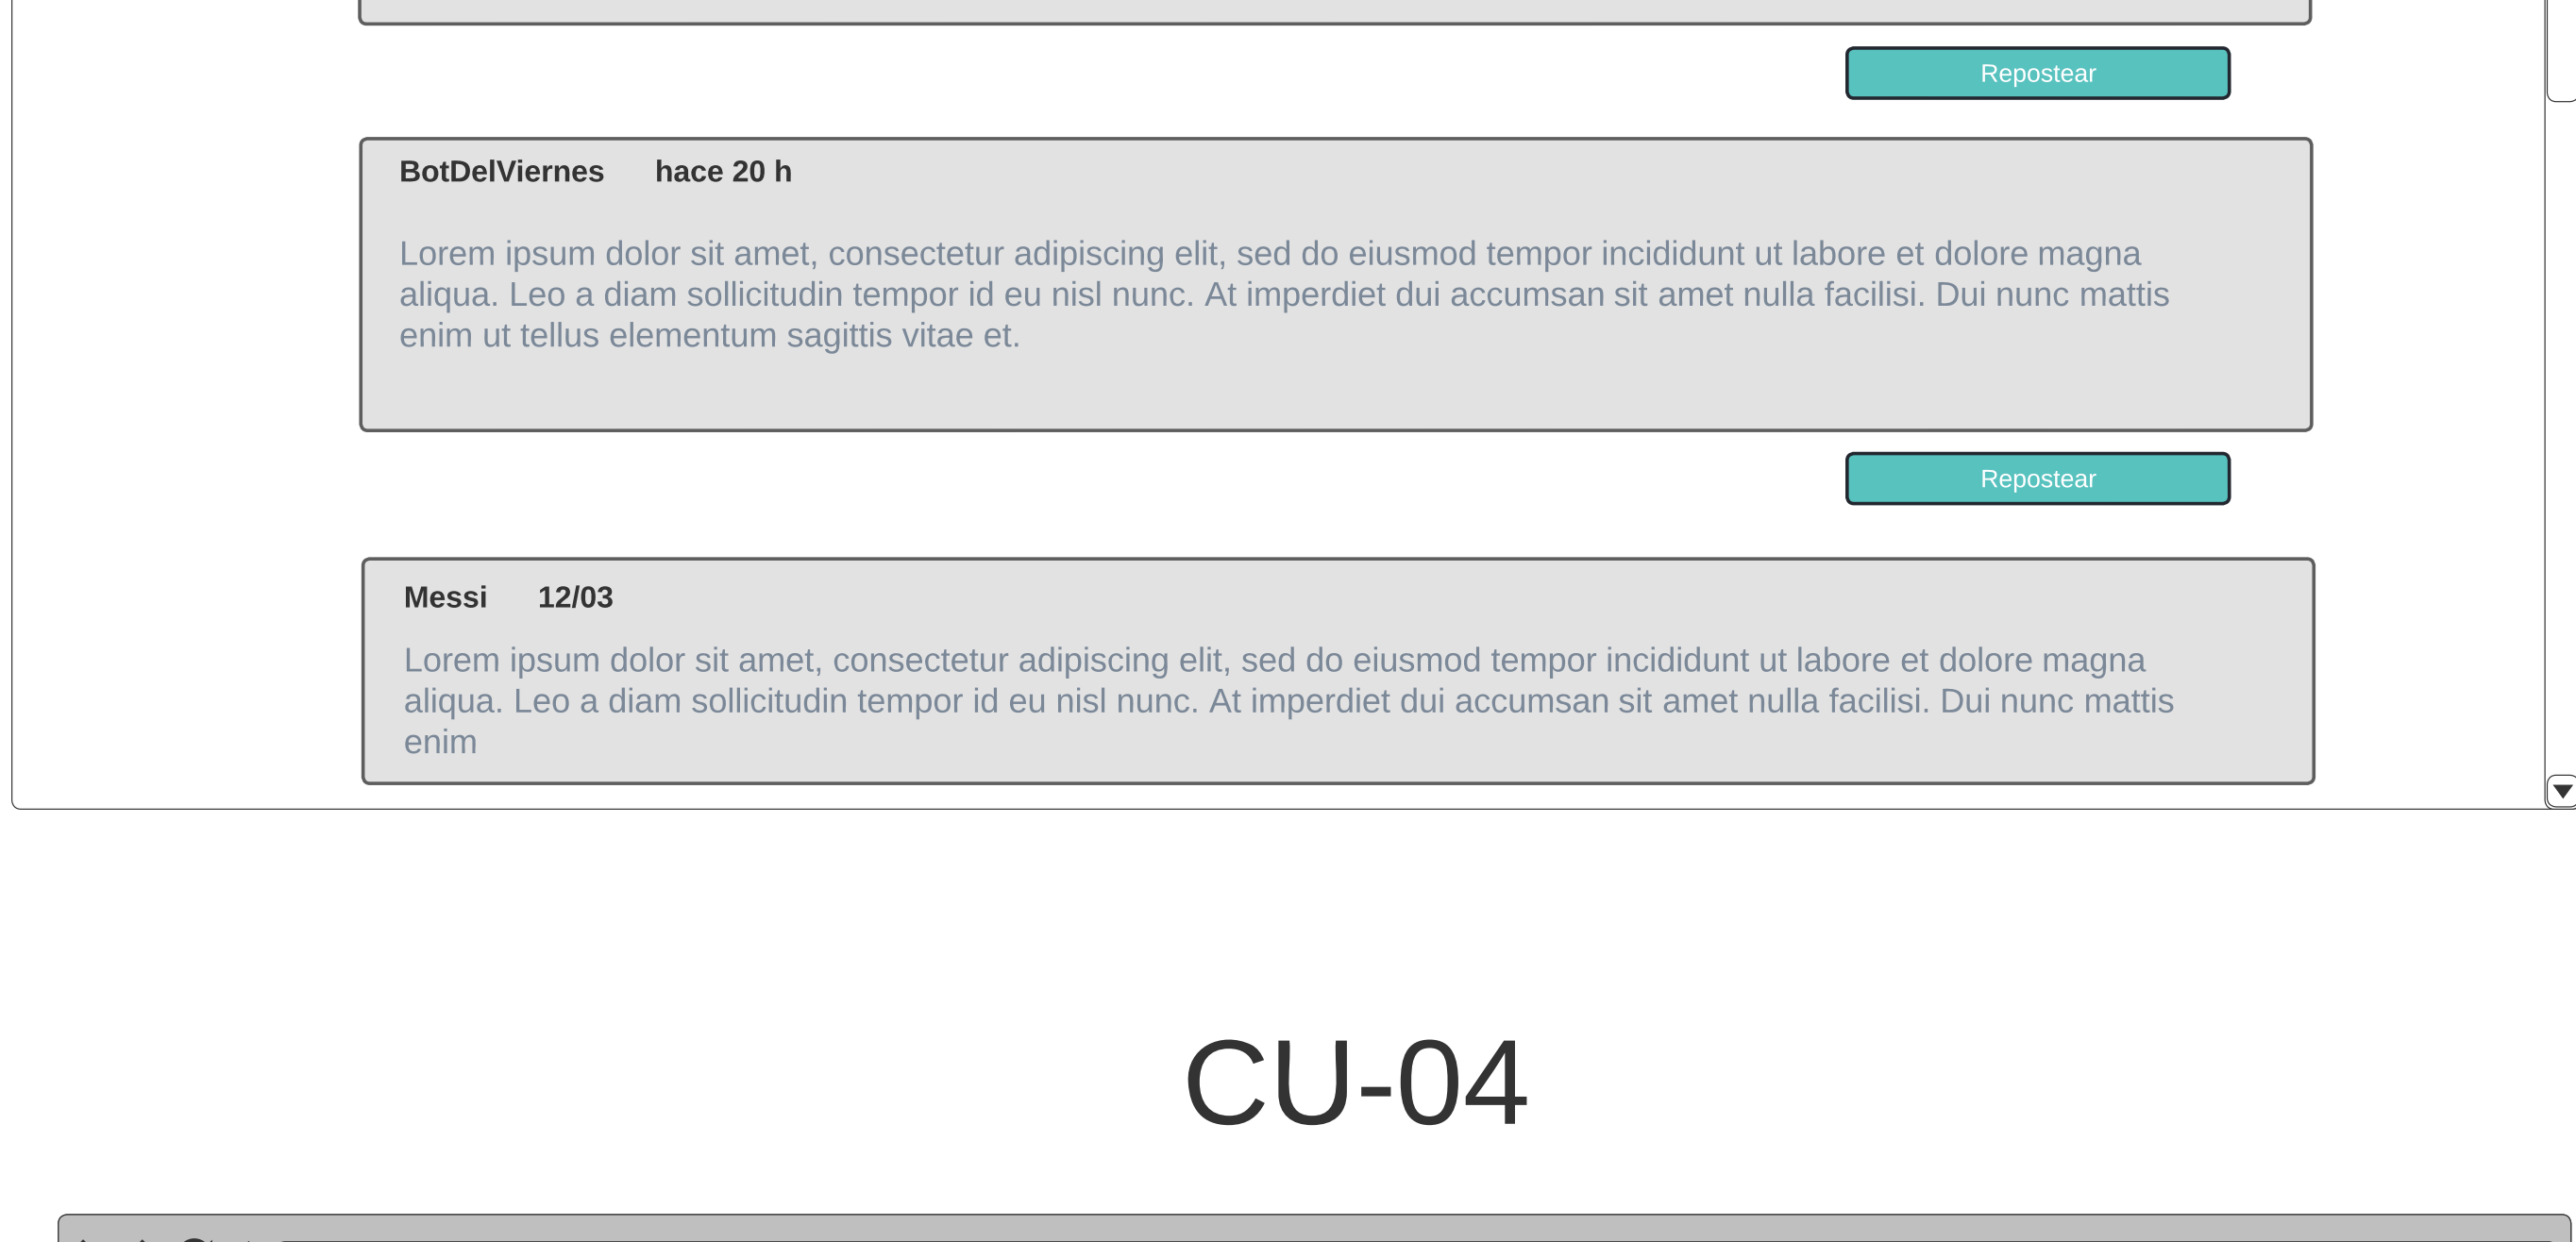 Repostear
BotDelViernes hace 20 h
Lorem ipsum dolor sit amet, consectetur adipiscing elit, sed do eiusmod tempor incididunt ut labore et dolore magna
aliqua. Leo a diam sollicitudin tempor id eu nisl nunc. At imperdiet dui accumsan sit amet nulla facilisi. Dui nunc mattis
enim ut tellus elementum sagittis vitae et.
Repostear
Messi 12/03
Lorem ipsum dolor sit amet, consectetur adipiscing elit, sed do eiusmod tempor incididunt ut labore et dolore magna
aliqua. Leo a diam sollicitudin tempor id eu nisl nunc. At imperdiet dui accumsan sit amet nulla facilisi. Dui nunc mattis
enim
CU-04